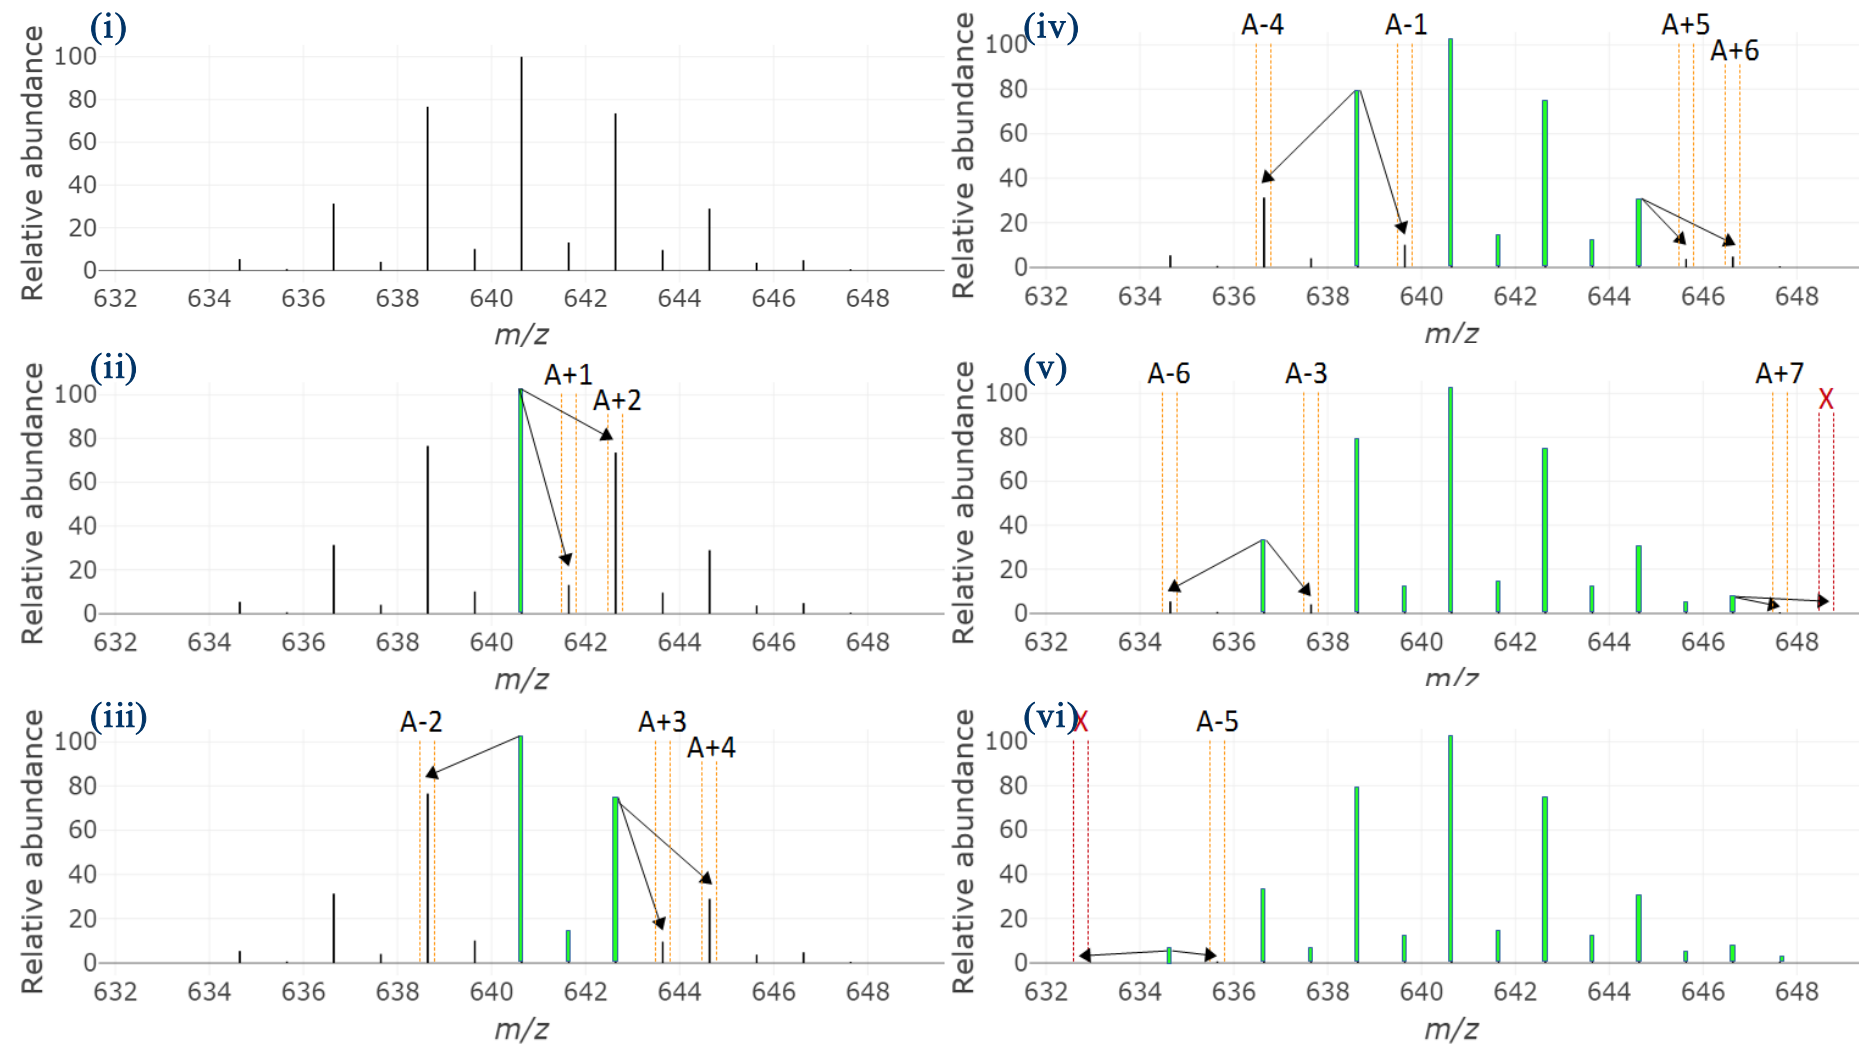 (i)
Relative abundance
100
80
60
40
20
0
632 634 636 638 640 642 644 646 648
m/z
(iv)
A-4 A-1 A+5
A+6
Relative abundance
100
80
60
40
20
0
632 634 636 638 640 642 644 646 648
m/z
(ii)
A+1
A+2
Relative abundance
100
80
60
40
20
0
632 634 636 638 640 642 644 646 648
m/z
(v)
A-6 A-3 A+7
X
Relative abundance
100
80
60
40
20
0
632 634 636 638 640 642 644 646 648
m/z
(iii)
A-2 A+3
A+4
Relative abundance
100
80
60
40
20
0
632 634 636 638 640 642 644 646 648
m/z
(vi)
X A-5
Relative abundance
100
80
60
40
20
0
632 634 636 638 640 642 644 646 648
m/z